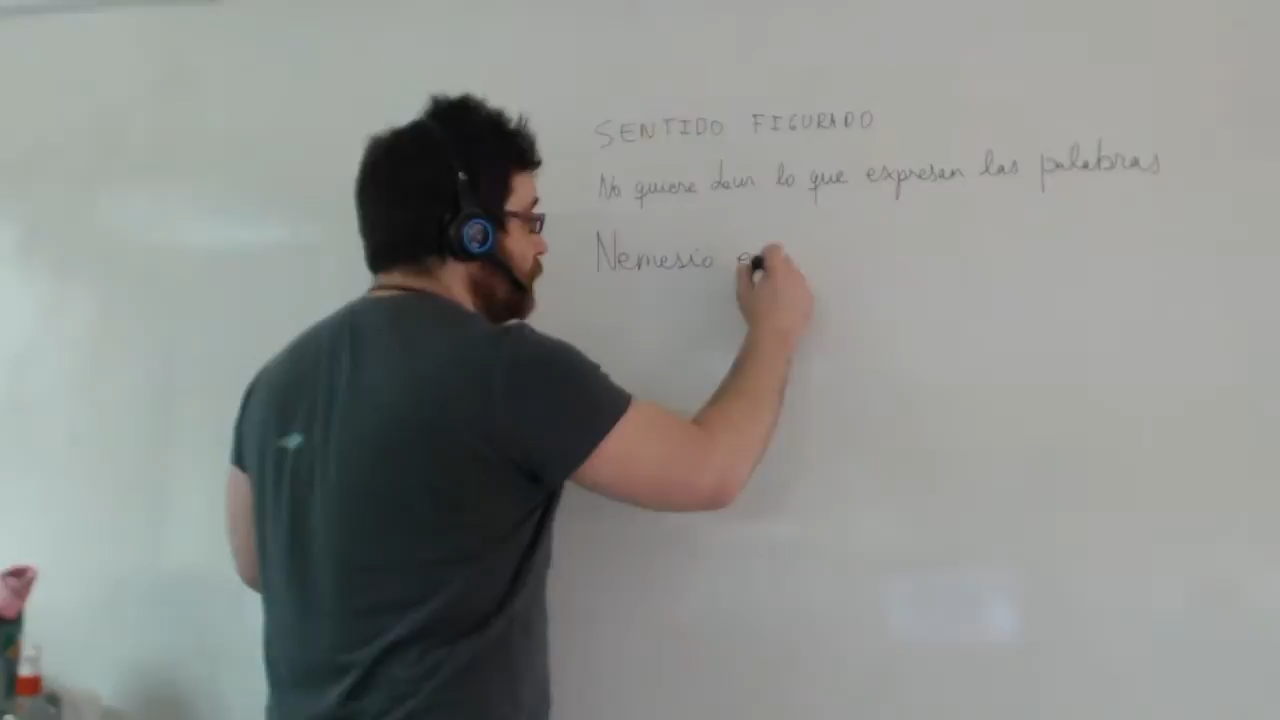 SENTIDO FIGURADO
No quiere decir lo que expresan las palabras
Nemesio e